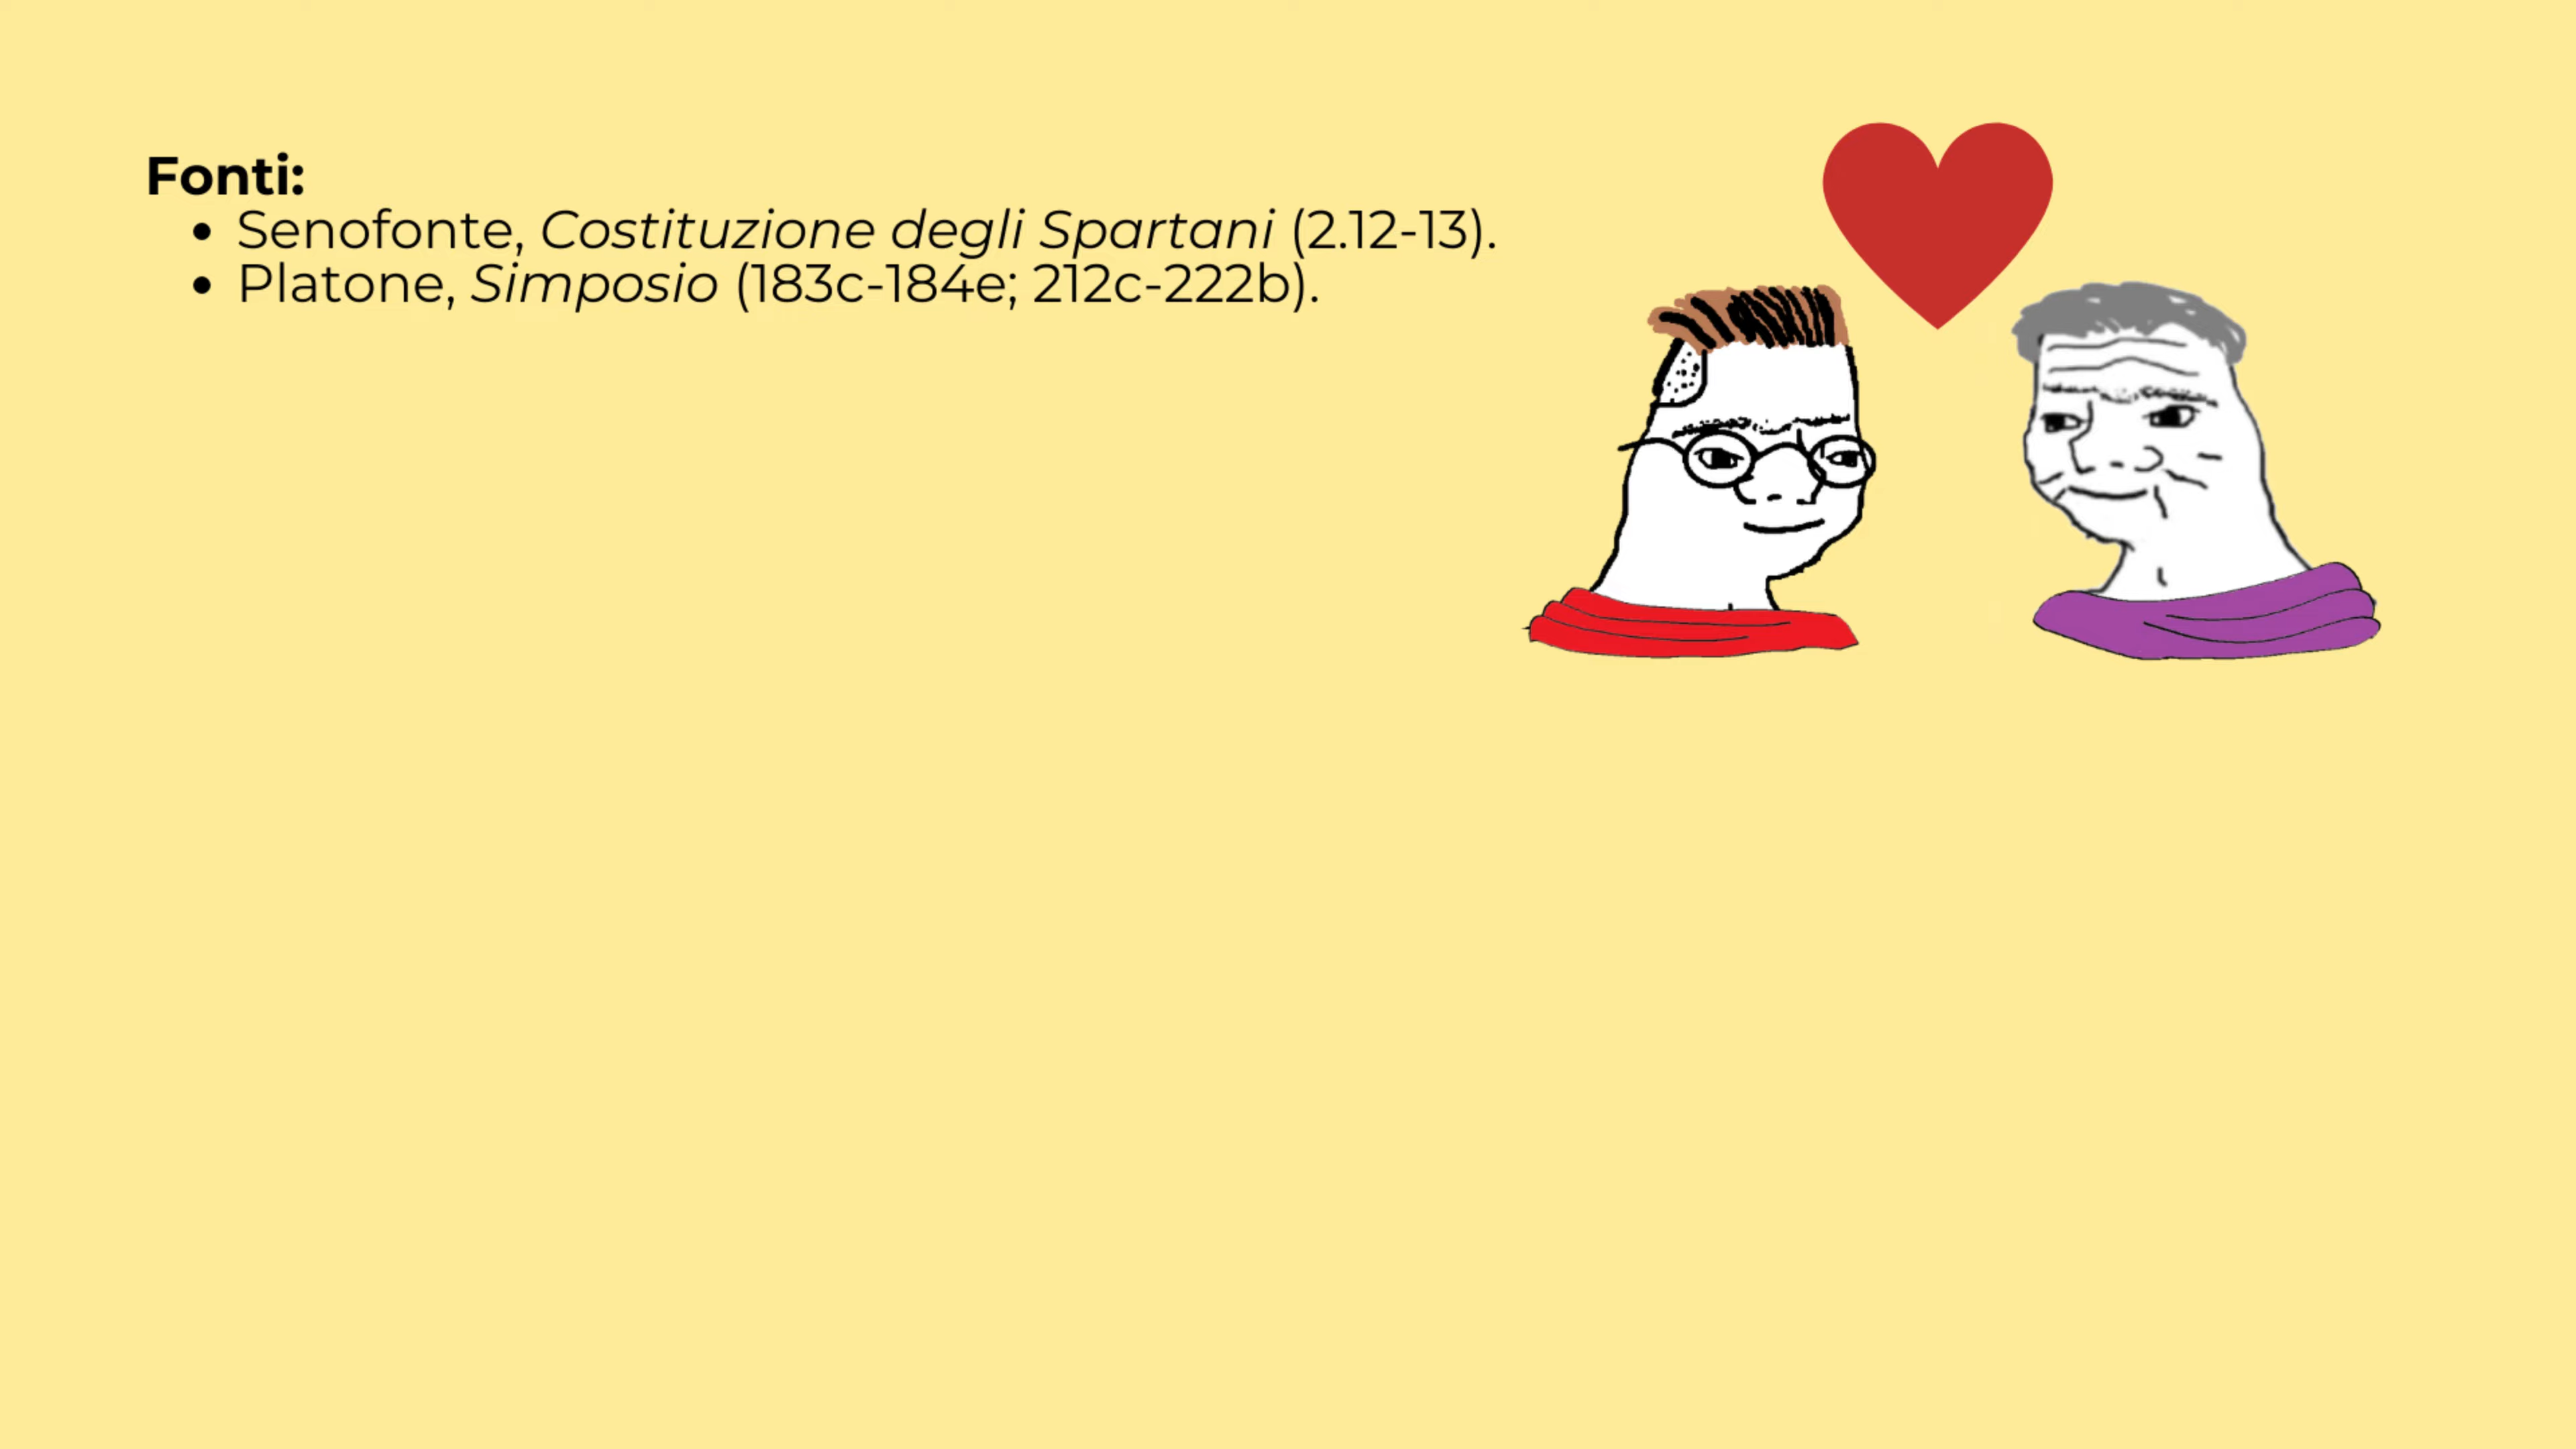 Fonti:
• Senofonte, Costituzione degli Spartani (2.12-13).
• Platone, Simposio (183c-184e; 212c-222b).